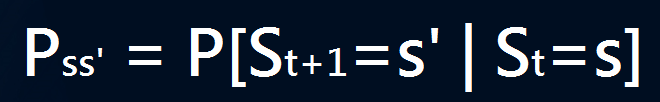 Pss' = P[St+1=s' | St=s]